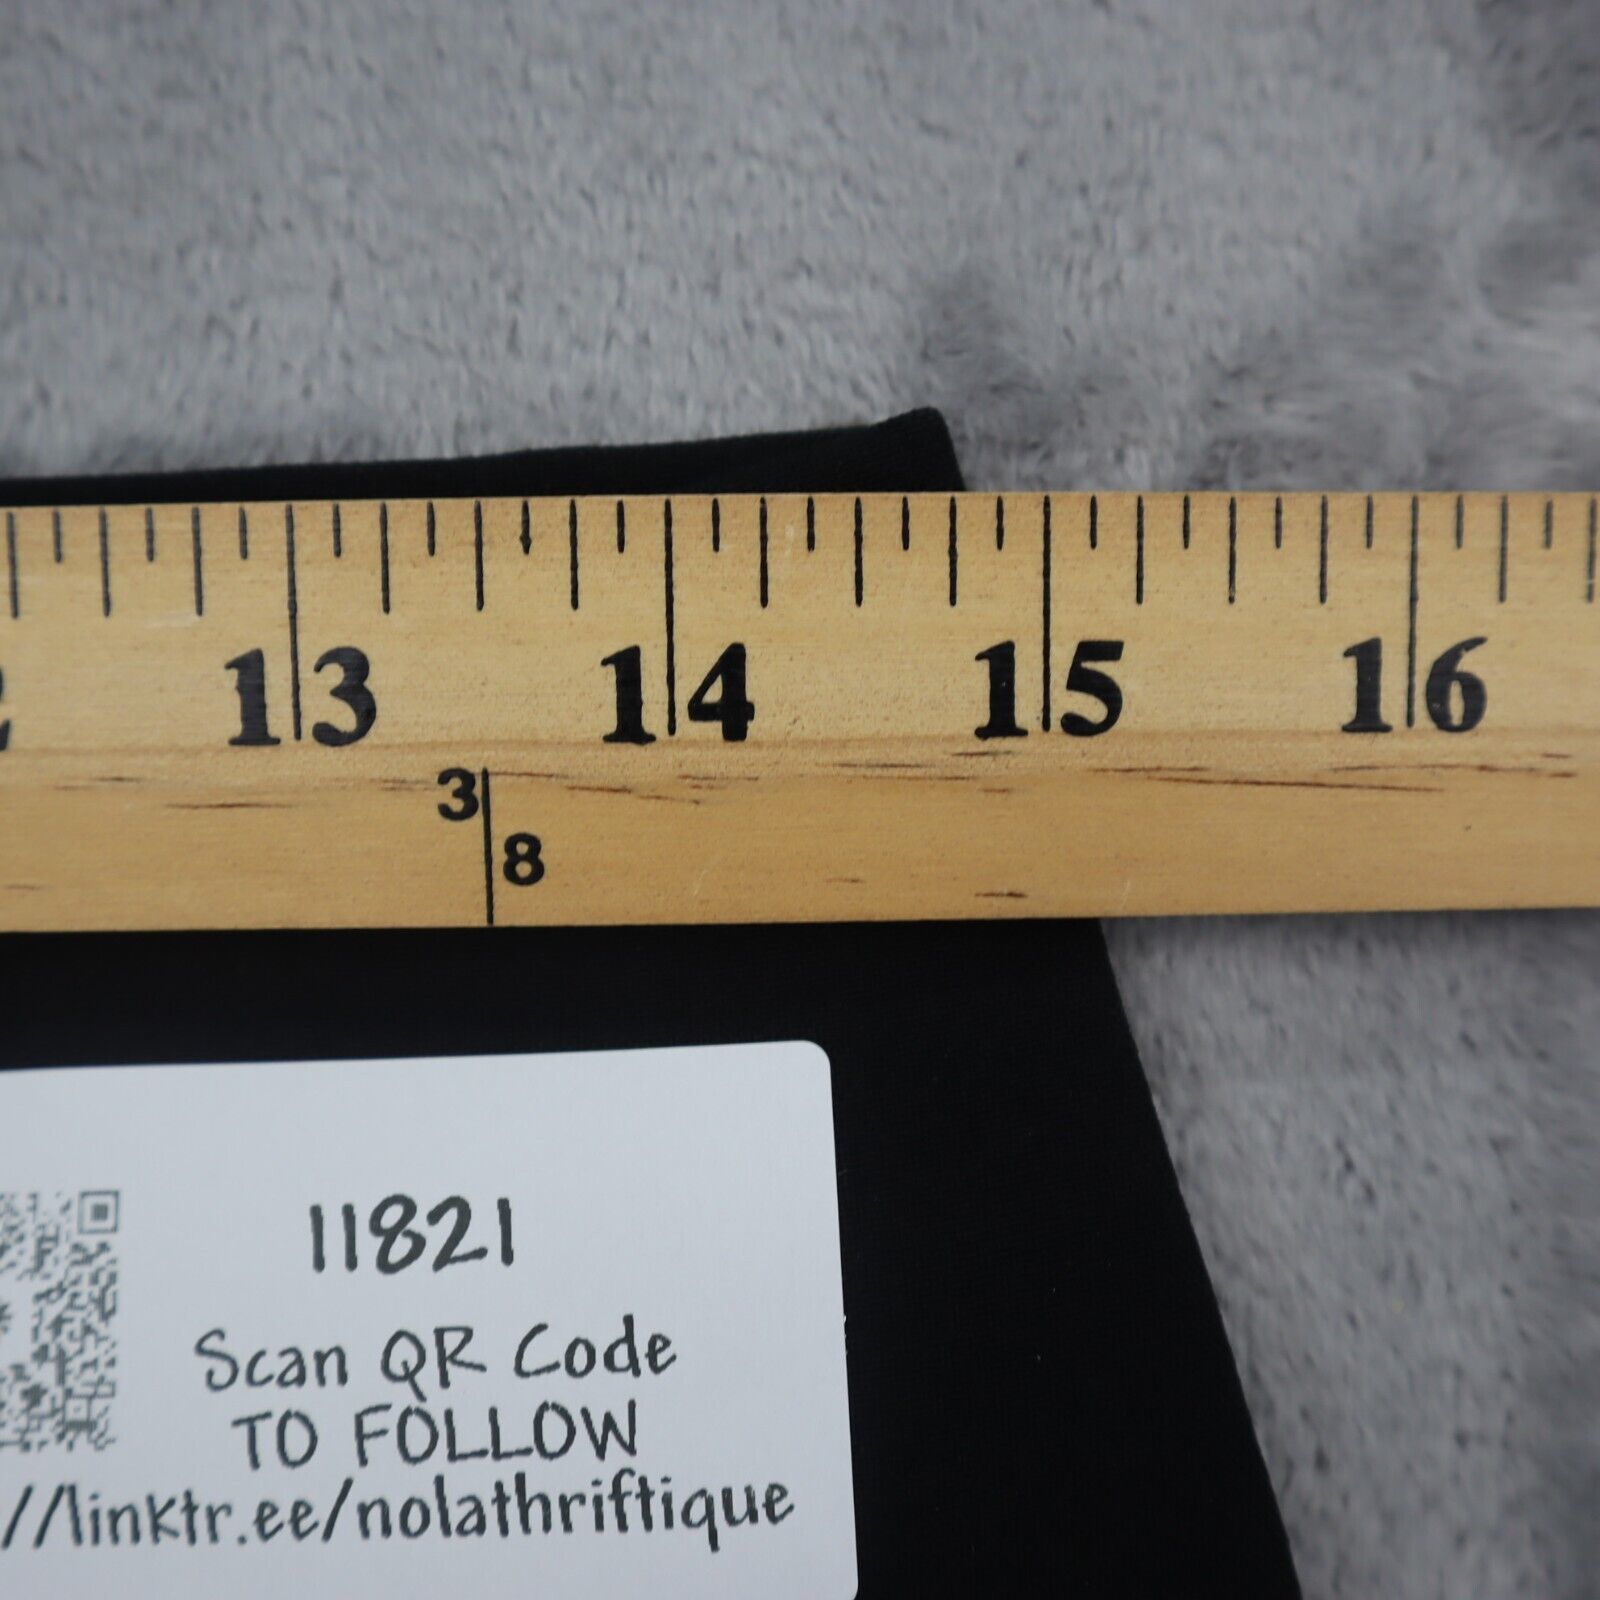 13 14 15 16
3
8
11821
Scan QR Code
TO FOLLOW
//linktr.ee/nolathriftique